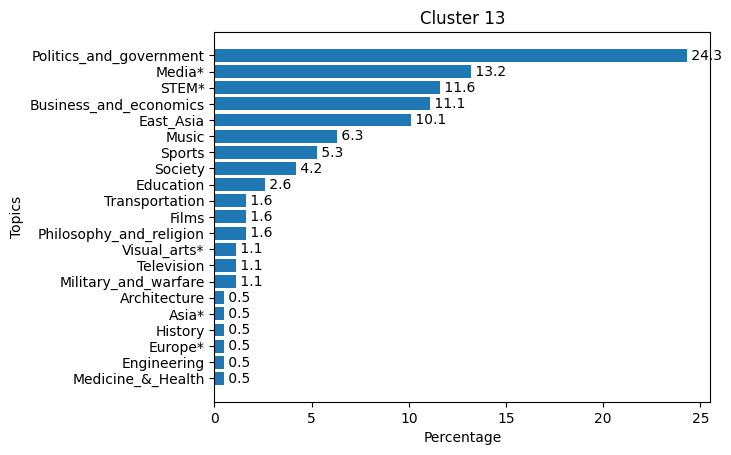 Cluster 13
Politics_and_government 24.3
Media* 13.2
STEM* 11.6
Business_and_economics 11.1
East_Asia 10.1
Music 6.3
Sports 5.3
Society 4.2
Education 2.6
Transportation 1.6
Films 1.6
Philosophy_and_religion 1.6
Visual_arts* 1.1
Television 1.1
Military_and_warfare 1.1
Architecture 0.5
Asia* 0.5
History 0.5
Europe* 0.5
Engineering 0.5
Medicine_&_Health 0.5
0 5 10 15 20 25
Percentage
Topics